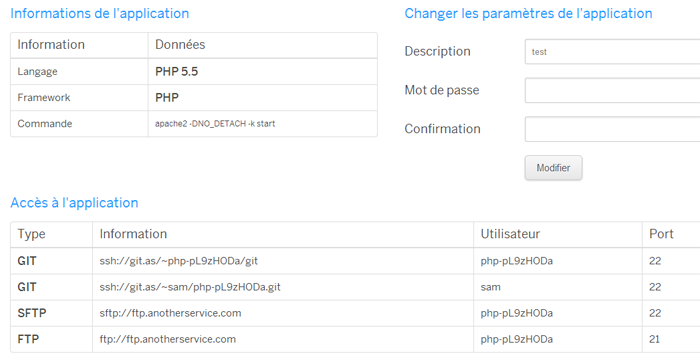 Informations de l'application
Information Données
Langage PHP 5.5
Framework PHP
Commande apache2 -DNO_DETACH -k start
Changer les paramètres de l'application
Description test
Mot de passe
Confirmation
Modifier
Accès à l'application
Type Information Utilisateur Port
GIT ssh://git.as/~php-pL9zHODa/git php-pL9zHODa 22
GIT ssh://git.as/~sam/php-pL9zHODa.git sam 22
SFTP sftp://ftp.anotherservice.com php-pL9zHODa 22
FTP ftp://ftp.anotherservice.com php-pL9zHODa 21